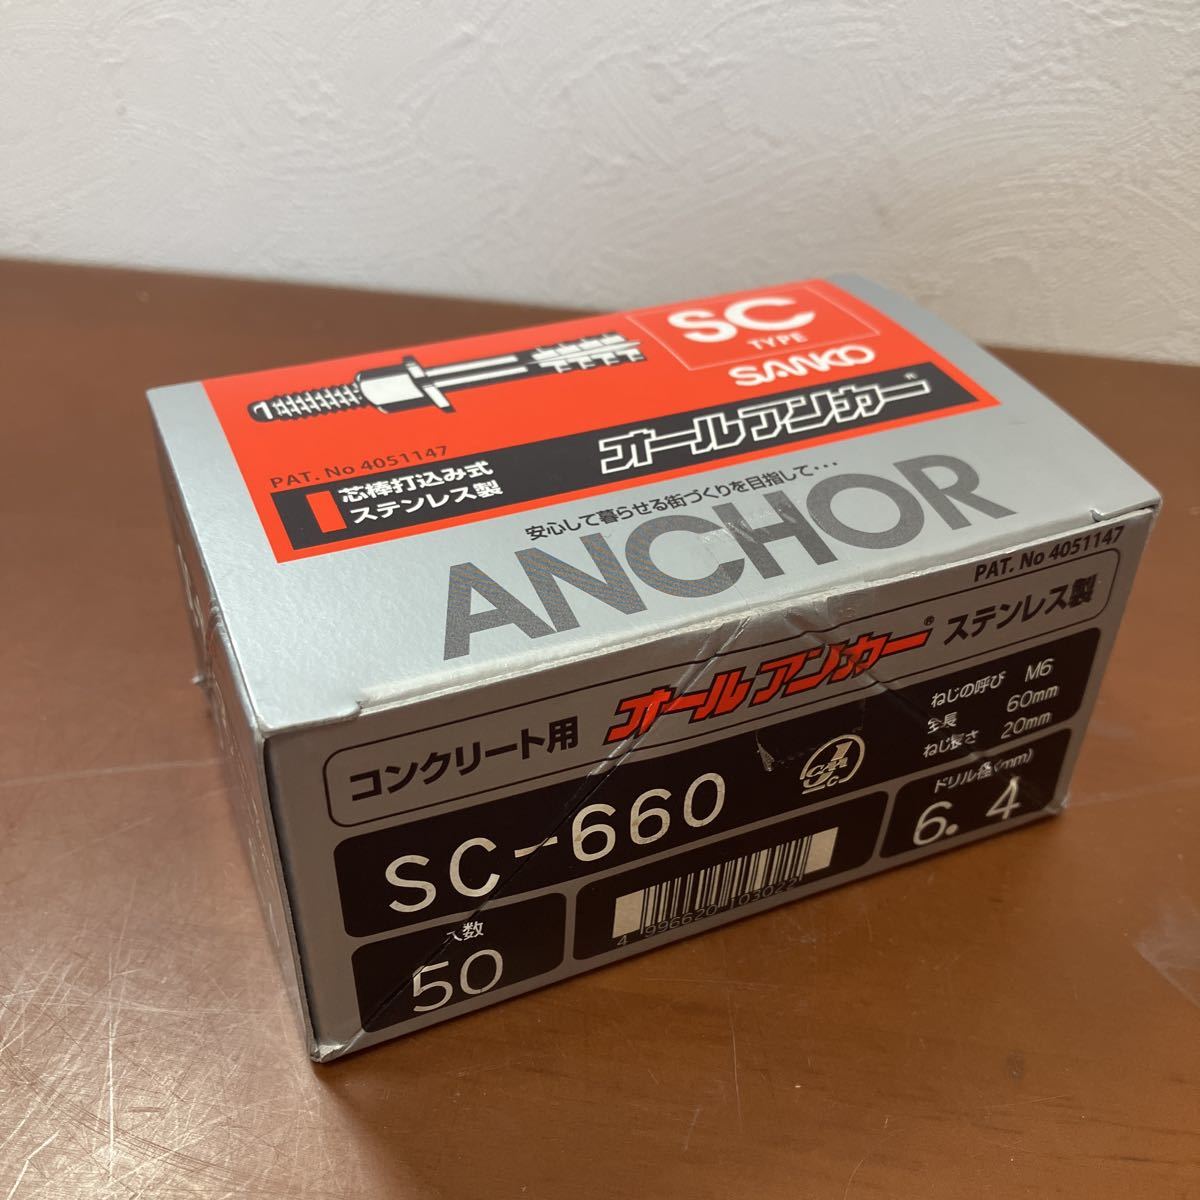 SC
TYPE
SANKO
オールアンカー®
PAT. No 4051147
芯棒打込み式
ステンレス製
安心して暮らせる街づくりを目指して・・・
ANCHOR
PAT. No 4051147
コンクリート用 オールアンカー® ステンレス製
SC-660
ねじの呼び M6
全長 60mm
ねじ長さ 20mm
ドリル径(mm)
6.4
入数
50
4 996620 103022